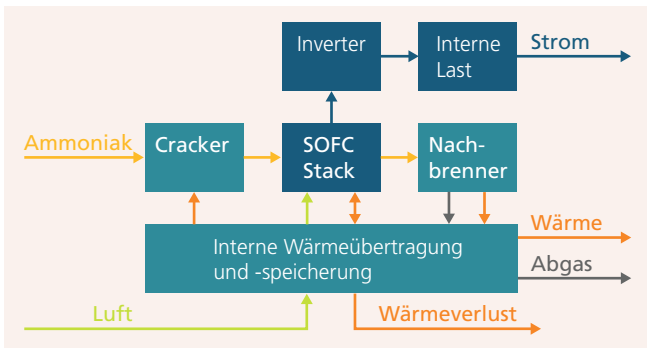 Inverter
Interne
Last
Strom
Ammoniak
Cracker
SOFC
Stack
Nach-
brenner
Interne Wärmeübertragung
und -speicherung
Wärme
Abgas
Luft
Wärmeverlust